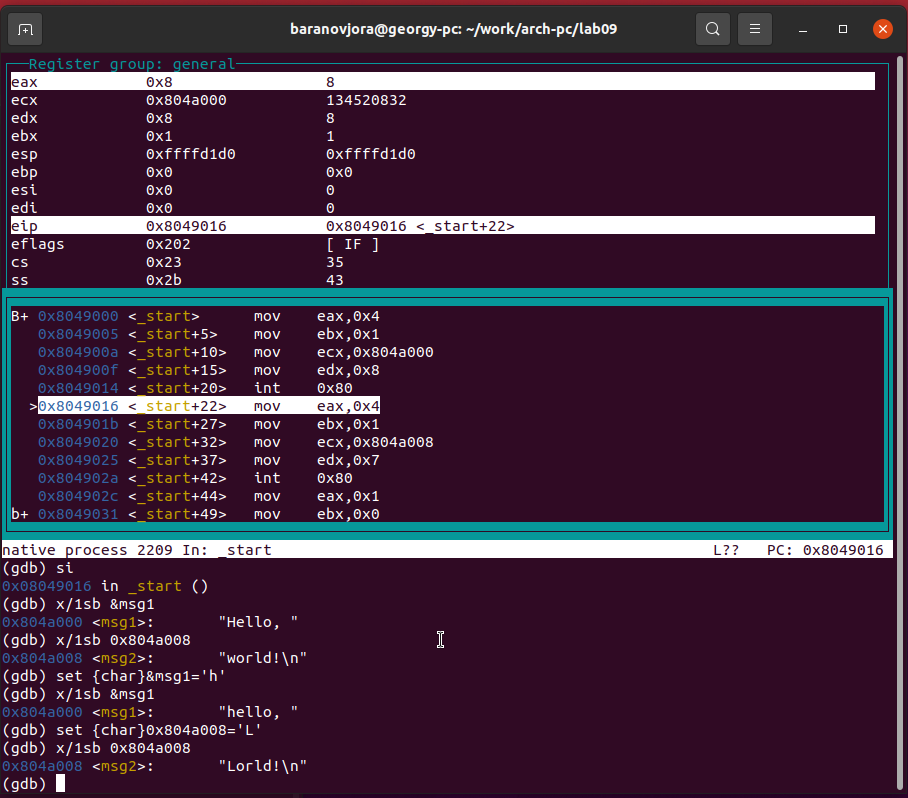 baranovjora@georgy-pc: ~/work/arch-pc/lab09
Register group: general
eax 0x8 8
ecx 0x804a000 134520832
edx 0x8 8
ebx 0x1 1
esp 0xffffd1d0 0xffffd1d0
ebp 0x0 0x0
esi 0x0 0
edi 0x0 0
eip 0x8049016 0x8049016 <_start+22>
eflags 0x202 [ IF ]
cs 0x23 35
ss 0x2b 43
B+ 0x8049000 <_start> mov eax,0x4
0x8049005 <_start+5> mov ebx,0x1
0x804900a <_start+10> mov ecx,0x804a000
0x804900f <_start+15> mov edx,0x8
0x8049014 <_start+20> int 0x80
>0x8049016 <_start+22> mov eax,0x4
0x804901b <_start+27> mov ebx,0x1
0x8049020 <_start+32> mov ecx,0x804a008
0x8049025 <_start+37> mov edx,0x7
0x804902a <_start+42> int 0x80
0x804902c <_start+44> mov eax,0x1
b+ 0x8049031 <_start+49> mov ebx,0x0
native process 2209 In: _start L?? PC: 0x8049016
(gdb) si
0x08049016 in _start ()
(gdb) x/1sb &msg1
0x804a000 <msg1>: "Hello, "
(gdb) x/1sb 0x804a008
0x804a008 <msg2>: "world!\n"
(gdb) set {char}&msg1='h'
(gdb) x/1sb &msg1
0x804a000 <msg1>: "hello, "
(gdb) set {char}0x804a008='L'
(gdb) x/1sb 0x804a008
0x804a008 <msg2>: "Lorld!\n"
(gdb)